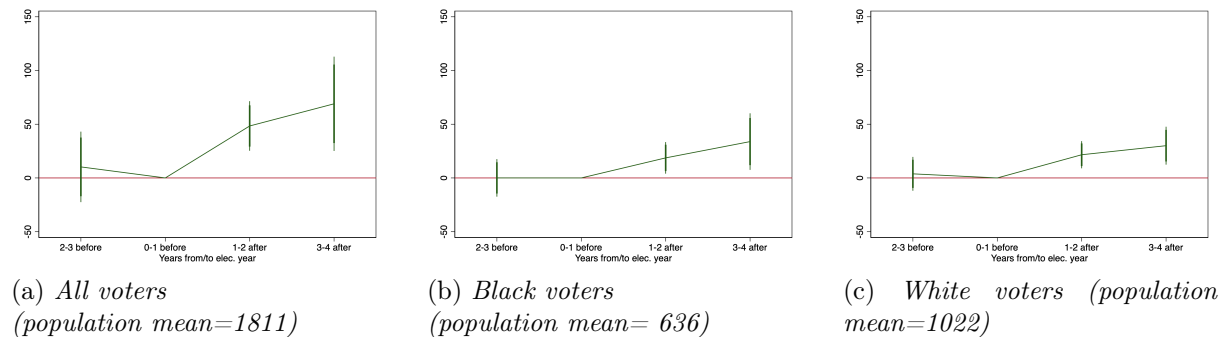 150
100
50
0
-50
2-3 before 0-1 before 1-2 after 3-4 after
Years from/to elec. year
(a) All voters
(population mean=1811)
150
100
50
0
-50
2-3 before 0-1 before 1-2 after 3-4 after
Years from/to elec. year
(b) Black voters
(population mean= 636)
150
100
50
0
-50
2-3 before 0-1 before 1-2 after 3-4 after
Years from/to elec. year
(c) White voters (population
mean=1022)